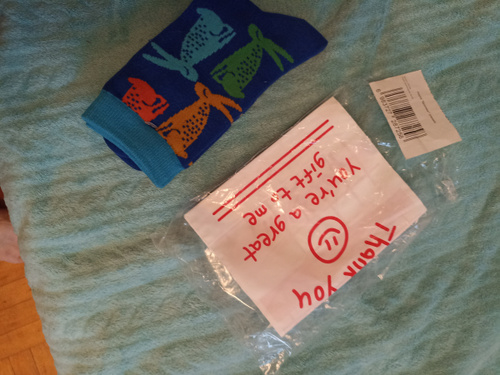 Thank you
You're a great
gift to me